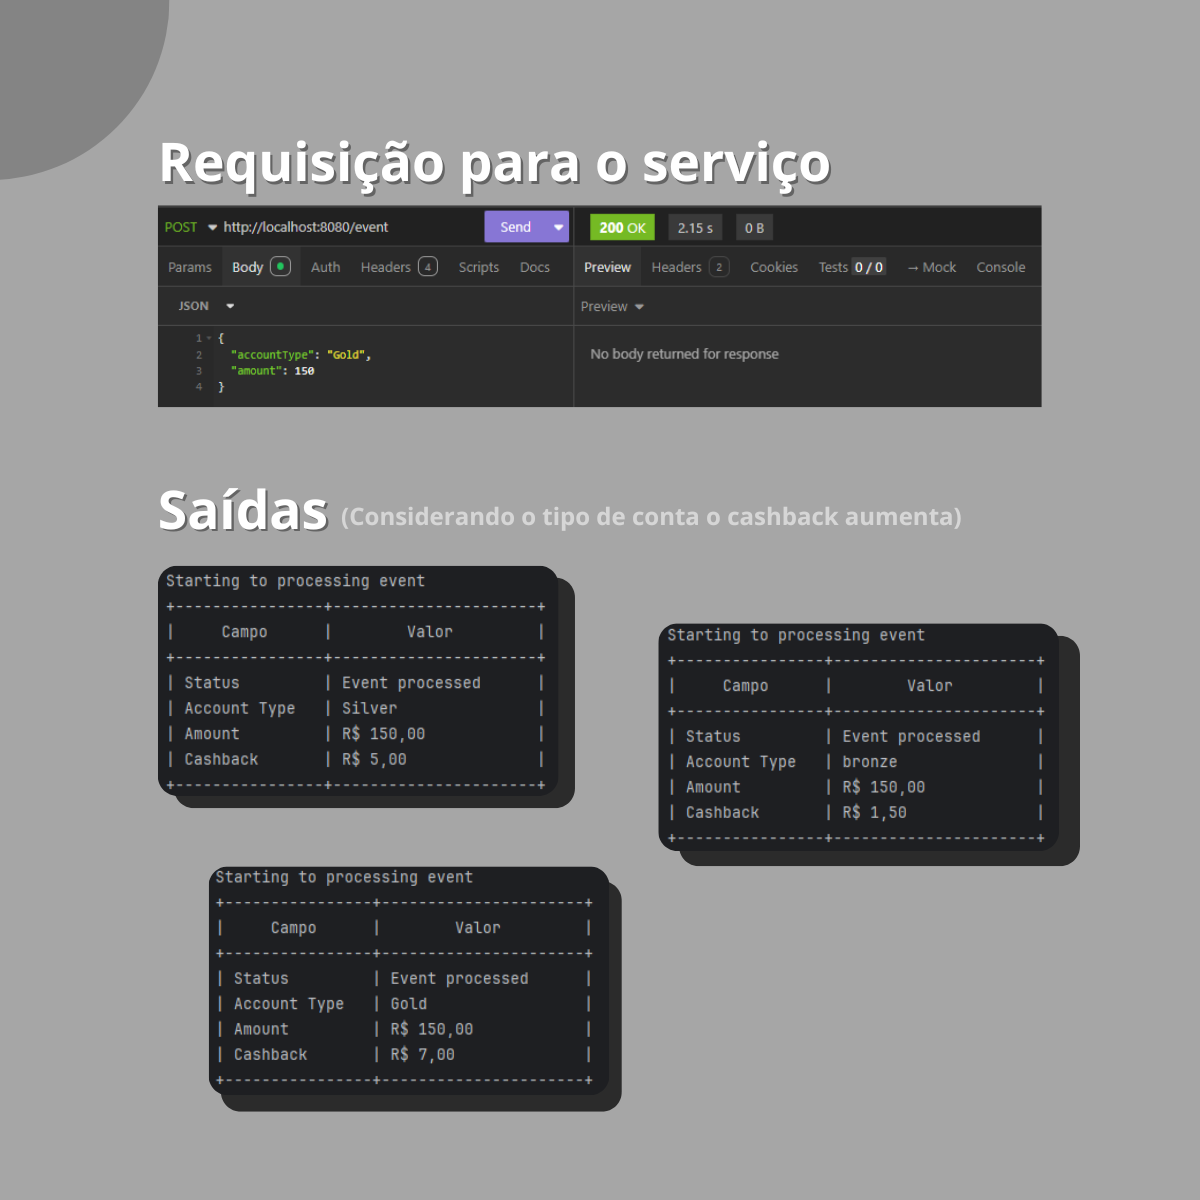 Requisição para o serviço
POST http://localhost:8080/event Send 200 OK 2.15 s 0 B
Params Body Auth Headers 4 Scripts Docs Preview Headers 2 Cookies Tests 0 / 0 → Mock Console
JSON Preview
1 {
2 "accountType": "Gold",
3 "amount": 150
4 }
No body returned for response
Saídas (Considerando o tipo de conta o cashback aumenta)
Starting to processing event
+----------------+----------------------+
| Campo | Valor |
+----------------+----------------------+
| Status | Event processed |
| Account Type | Silver |
| Amount | R$ 150,00 |
| Cashback | R$ 5,00 |
+----------------+----------------------+
Starting to processing event
+----------------+----------------------+
| Campo | Valor |
+----------------+----------------------+
| Status | Event processed |
| Account Type | bronze |
| Amount | R$ 150,00 |
| Cashback | R$ 1,50 |
+----------------+----------------------+
Starting to processing event
+----------------+----------------------+
| Campo | Valor |
+----------------+----------------------+
| Status | Event processed |
| Account Type | Gold |
| Amount | R$ 150,00 |
| Cashback | R$ 7,00 |
+----------------+----------------------+